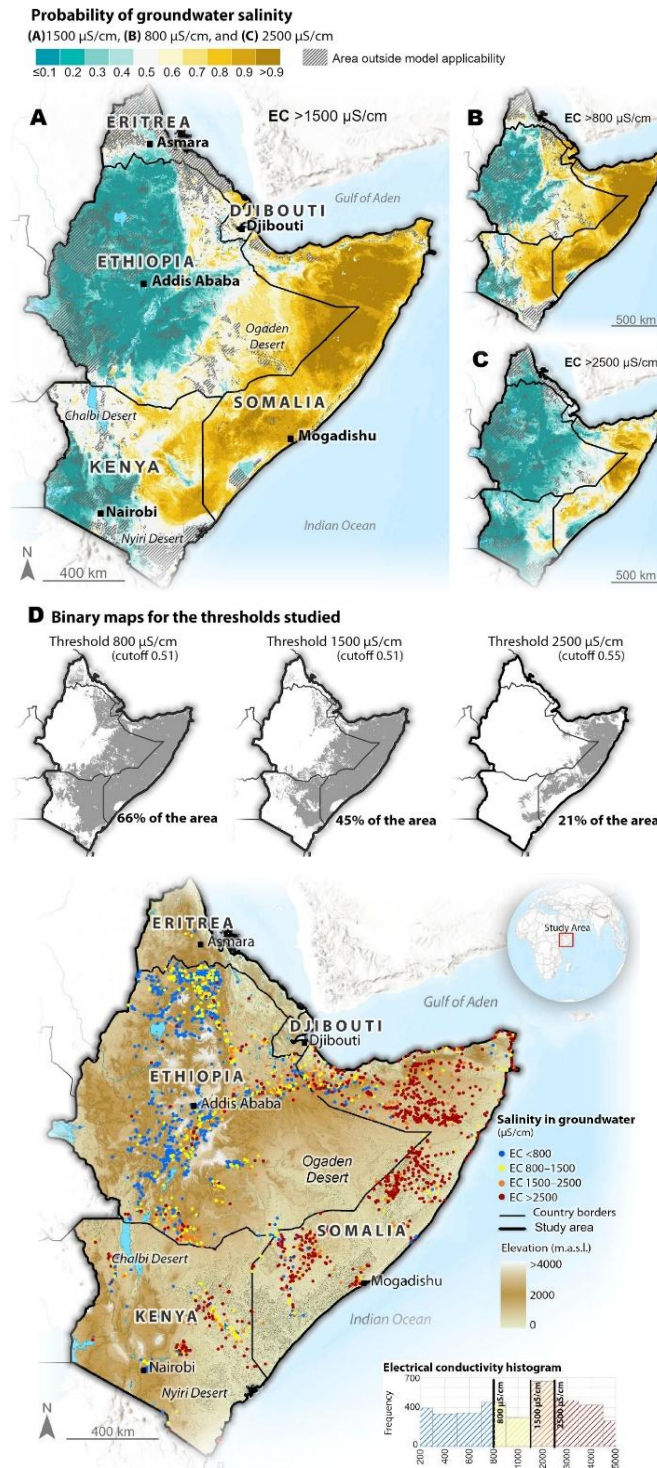 Probability of groundwater salinity
(A)1500 µS/cm, (B) 800 µS/cm, and (C) 2500 µS/cm
≤0.1 0.2 0.3 0.4 0.5 0.6 0.7 0.8 0.9 >0.9
Area outside model applicability
A
EC >1500 µS/cm
ERITREA
Asmara
DJIBOUTI
Djibouti
Gulf of Aden
ETHIOPIA
Addis Ababa
Ogaden
Desert
SOMALIA
Chalbi Desert
Mogadishu
KENYA
Nairobi
Nyiri Desert
Indian Ocean
N
400 km
B
EC >800 µS/cm
500 km
C
EC >2500 µS/cm
500 km
D Binary maps for the thresholds studied
Threshold 800 µS/cm
(cutoff 0.51)
66% of the area
Threshold 1500 µS/cm
(cutoff 0.51)
45% of the area
Threshold 2500 µS/cm
(cutoff 0.55)
21% of the area
Study Area
ERITREA
Asmara
Gulf of Aden
DJIBOUTI
Djibouti
ETHIOPIA
Addis Ababa
Ogaden
Desert
SOMALIA
Chalbi Desert
Mogadishu
KENYA
Indian Ocean
Nairobi
Nyiri Desert
N
400 km
Salinity in groundwater
(µS/cm)
EC <800
EC 800–1500
EC 1500–2500
EC >2500
Country borders
Study area
Elevation (m.a.s.l.)
>4000
2000
0
Electrical conductivity histogram
Frequency
700
400
0
800 µS/cm
1500 µS/cm
2500 µS/cm
200
400
600
800
1000
2000
3000
4000
5000